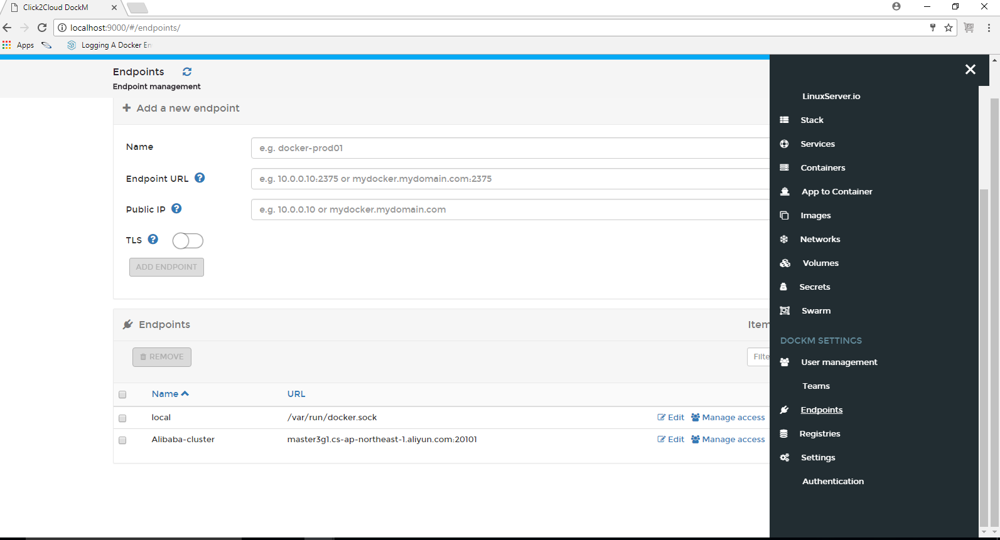 Click2Cloud DockM
localhost:9000/#/endpoints/
Apps
Logging A Docker En
Endpoints
Endpoint management
Add a new endpoint
Name
e.g. docker-prod01
Endpoint URL ?
e.g. 10.0.0.10:2375 or mydocker.mydomain.com:2375
Public IP ?
e.g. 10.0.0.10 or mydocker.mydomain.com
TLS ?
ADD ENDPOINT
Endpoints
Item
REMOVE
Filte
Name URL
local /var/run/docker.sock Edit Manage access
Alibaba-cluster master3g1.cs-ap-northeast-1.aliyun.com:20101 Edit Manage access
LinuxServer.io
Stack
Services
Containers
App to Container
Images
Networks
Volumes
Secrets
Swarm
DOCKM SETTINGS
User management
Teams
Endpoints
Registries
Settings
Authentication